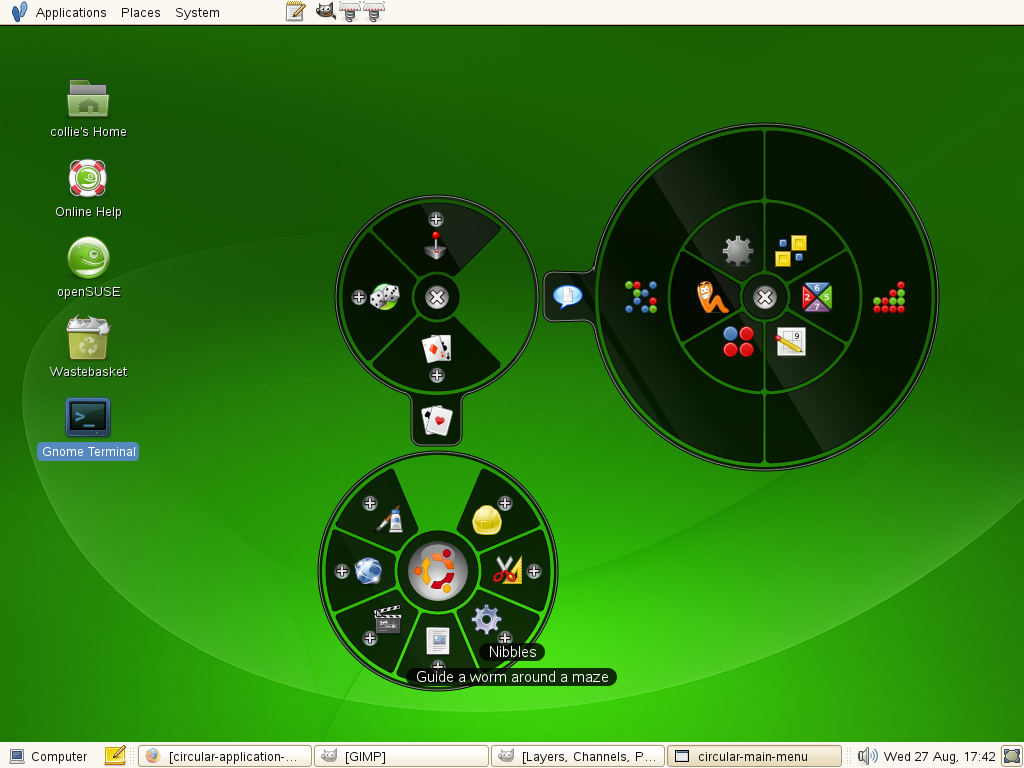 Applications Places System
collie's Home
Online Help
openSUSE
Wastebasket
Gnome Terminal
6
2 5
7
9
Nibbles
Guide a worm around a maze
Computer [circular-application-... [GIMP] [Layers, Channels, P... circular-main-menu Wed 27 Aug, 17:42